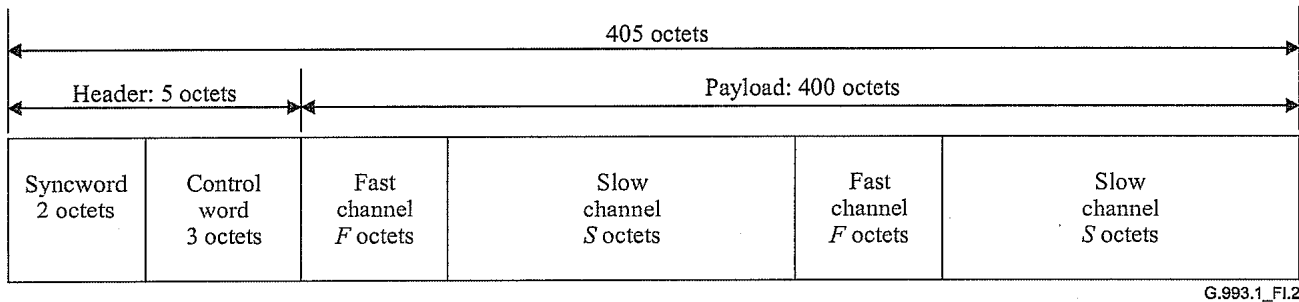 405 octets
Header: 5 octets
Payload: 400 octets
Syncword
2 octets
Control
word
3 octets
Fast
channel
F octets
Slow
channel
S octets
Fast
channel
F octets
Slow
channel
S octets
G.993.1_FI.2